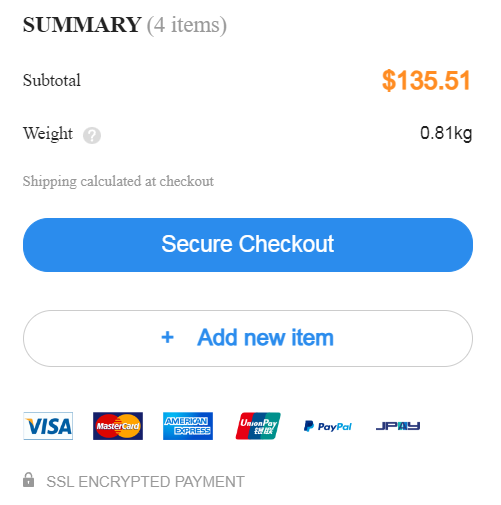 SUMMARY (4 items)
Subtotal $135.51
Weight ? 0.81kg
Shipping calculated at checkout
Secure Checkout
+ Add new item
VISA MasterCard AMERICAN EXPRESS UnionPay 银联 PayPal JPAY
SSL ENCRYPTED PAYMENT